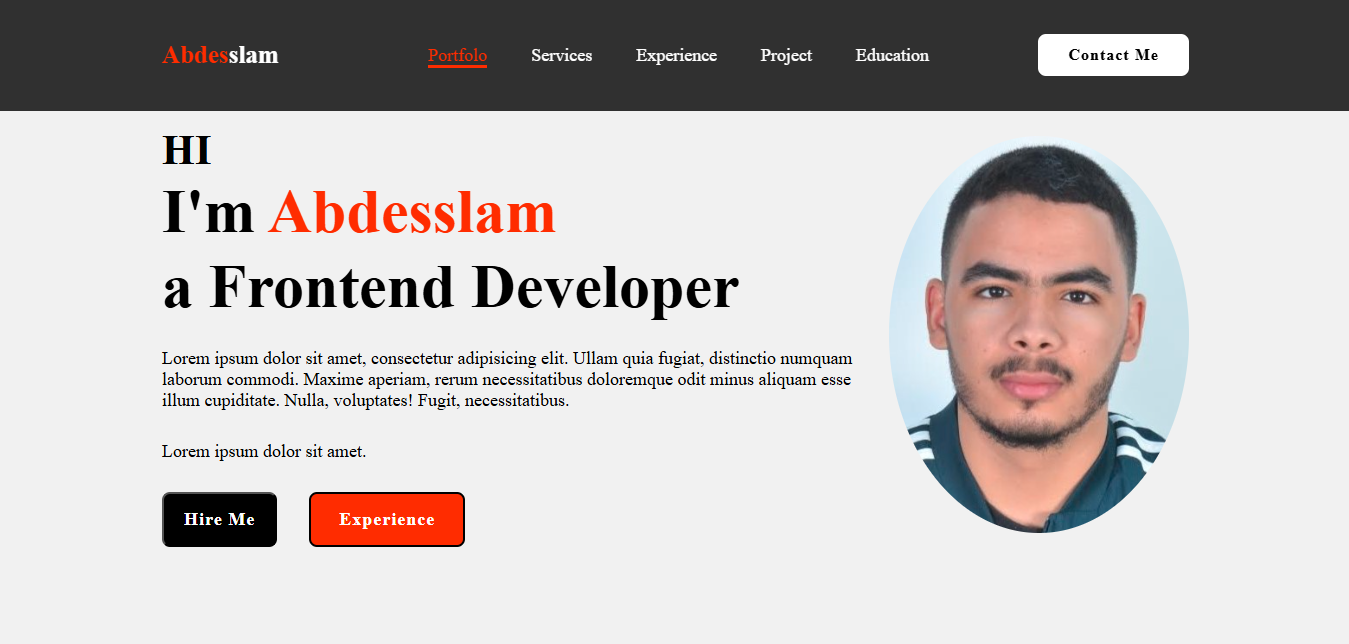 Abdesslam
Portfolo Services Experience Project Education
Contact Me
HI
I'm Abdesslam
a Frontend Developer
Lorem ipsum dolor sit amet, consectetur adipisicing elit. Ullam quia fugiat, distinctio numquam
laborum commodi. Maxime aperiam, rerum necessitatibus doloremque odit minus aliquam esse
illum cupiditate. Nulla, voluptates! Fugit, necessitatibus.
Lorem ipsum dolor sit amet.
Hire Me
Experience